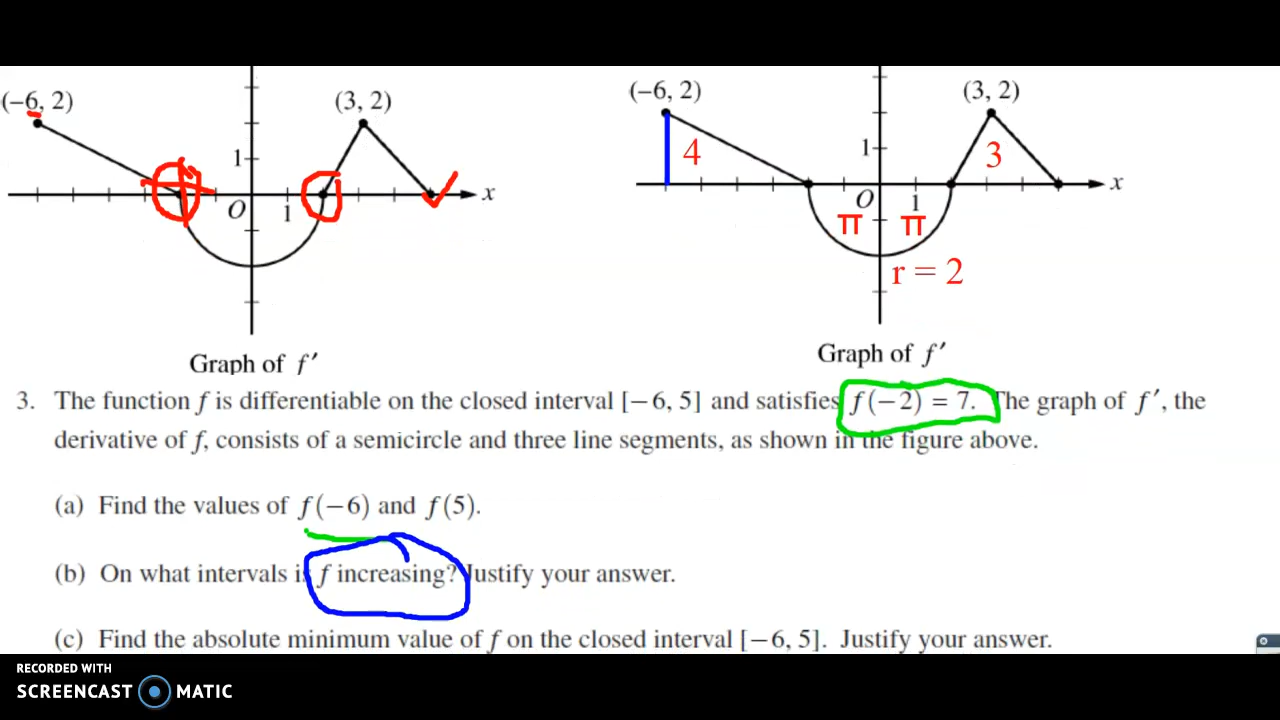 (−6, 2)
(3, 2)
1
O
1
x
Graph of f′
(−6, 2)
(3, 2)
4
3
1
O
1
x
π
π
r = 2
Graph of f′
3. The function f is differentiable on the closed interval [−6, 5] and satisfies f(−2) = 7. The graph of f′, the
derivative of f, consists of a semicircle and three line segments, as shown in the figure above.
(a) Find the values of f(−6) and f(5).
(b) On what intervals is f increasing? Justify your answer.
(c) Find the absolute minimum value of f on the closed interval [−6, 5]. Justify your answer.
RECORDED WITH
SCREENCAST MATIC